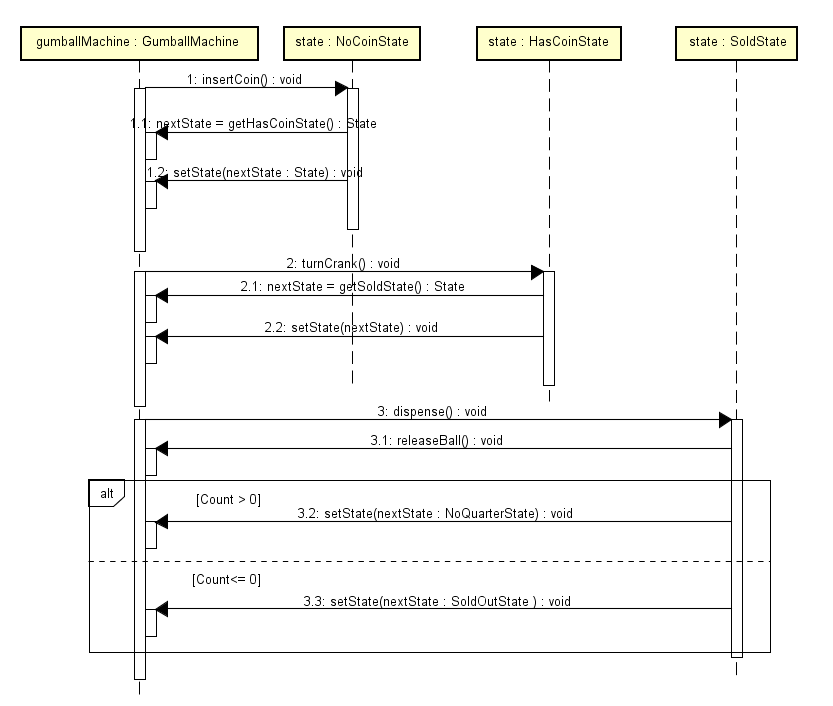 gumballMachine : GumballMachine
state : NoCoinState
state : HasCoinState
state : SoldState
1: insertCoin() : void
1.1: nextState = getHasCoinState() : State
1.2: setState(nextState : State) : void
2: turnCrank() : void
2.1: nextState = getSoldState() : State
2.2: setState(nextState) : void
3: dispense() : void
3.1: releaseBall() : void
alt
[Count > 0]
3.2: setState(nextState : NoQuarterState) : void
[Count<= 0]
3.3: setState(nextState : SoldOutState ) : void